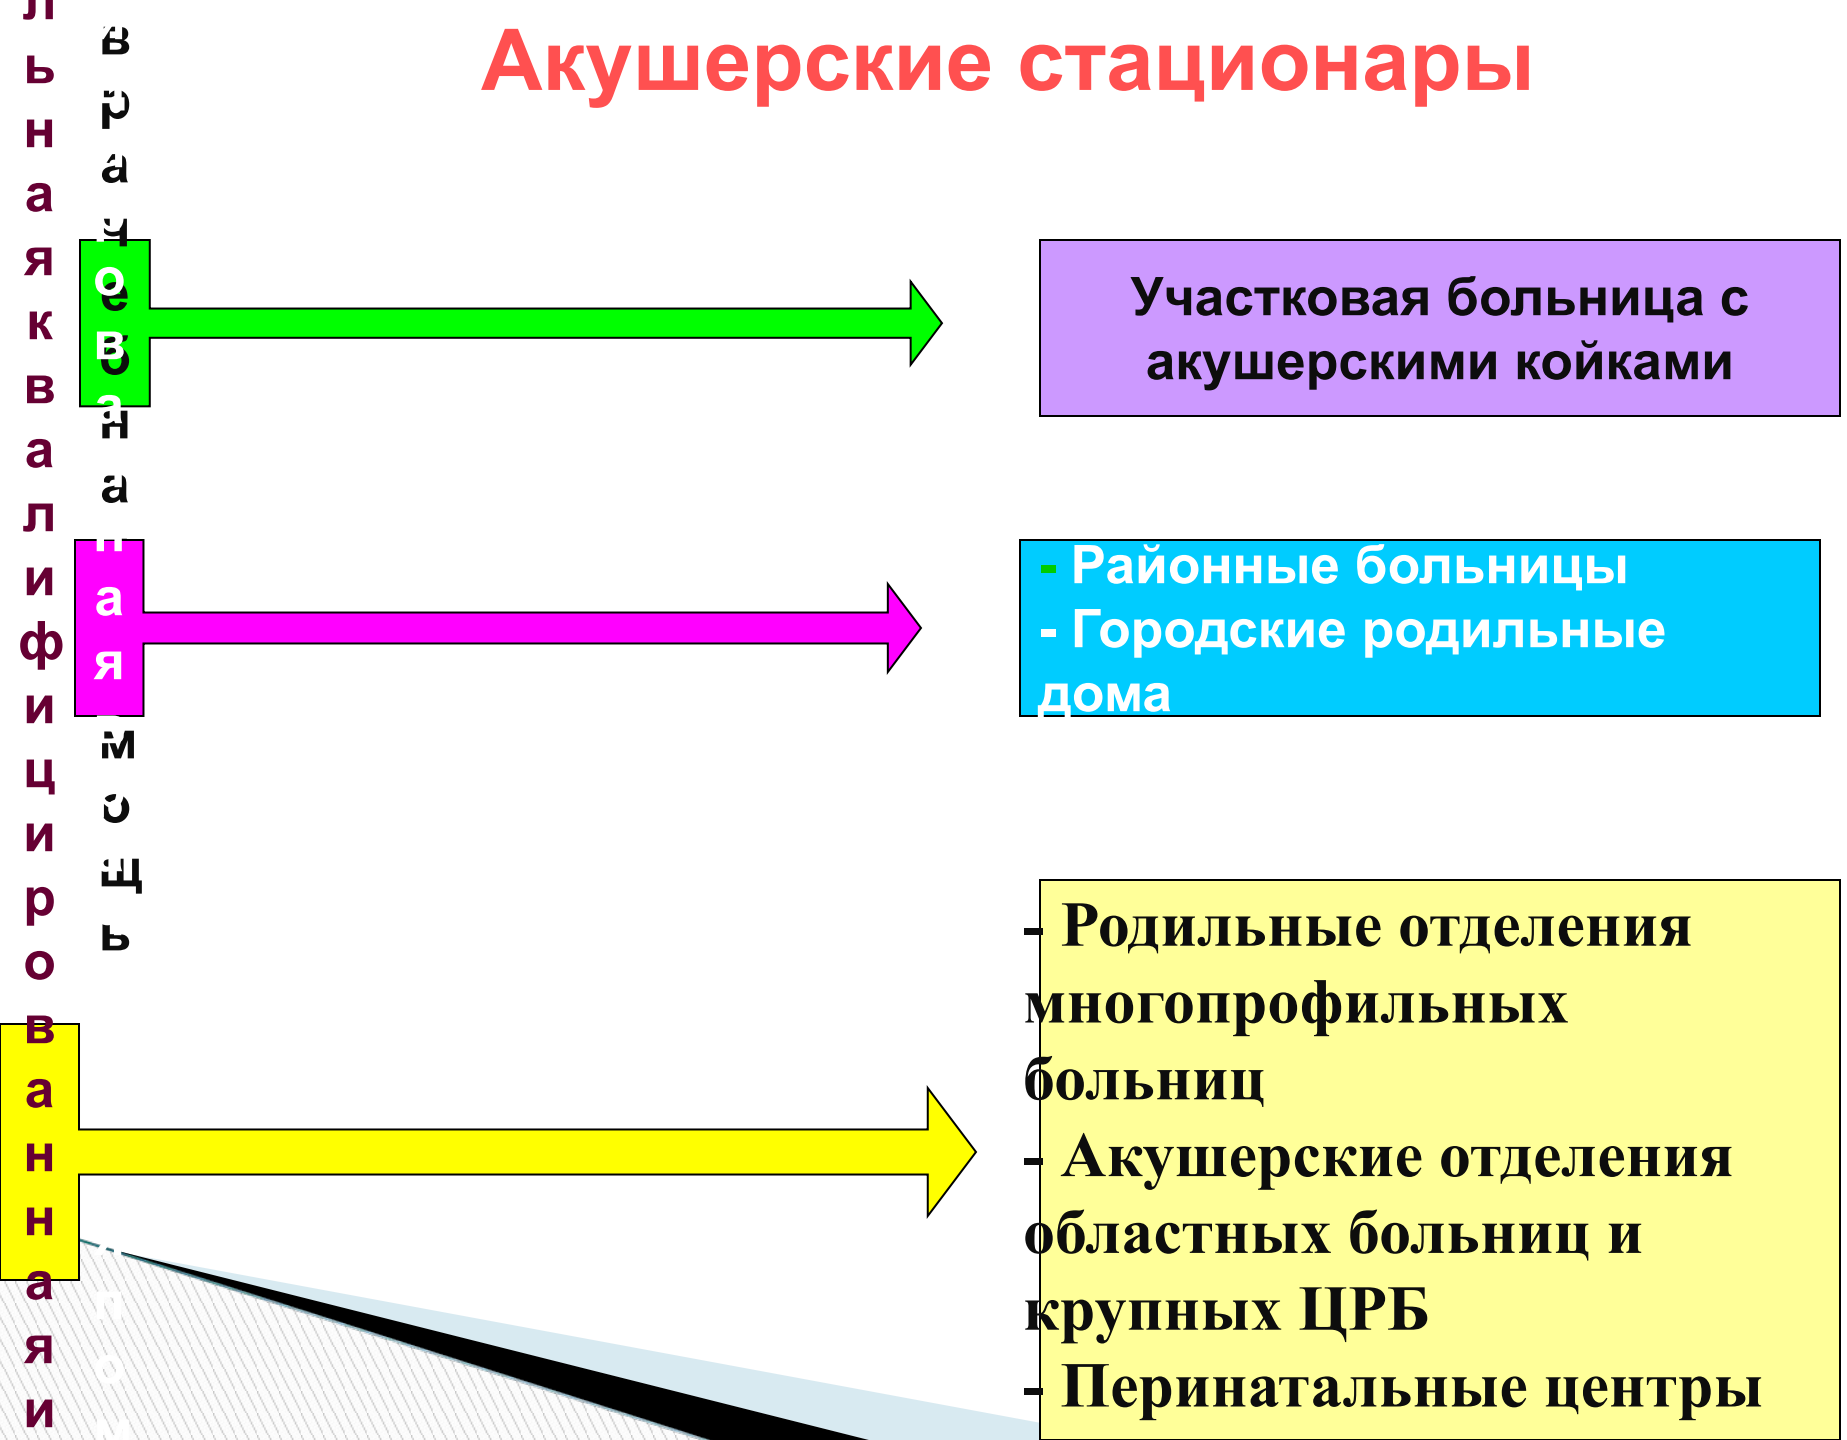 Акушерские стационары
Участковая больница с
акушерскими койками
- Районные больницы
- Городские родильные
дома
- Родильные отделения
многопрофильных
больниц
- Акушерские отделения
областных больниц и
крупных ЦРБ
- Перинатальные центры
л
ь
н
а
я
к
в
а
л
и
ф
и
ц
и
р
о
в
а
н
н
а
я
и
в
р
а
ч
е
б
н
а
м
о
щ
ь
о
в
а
н
а
я